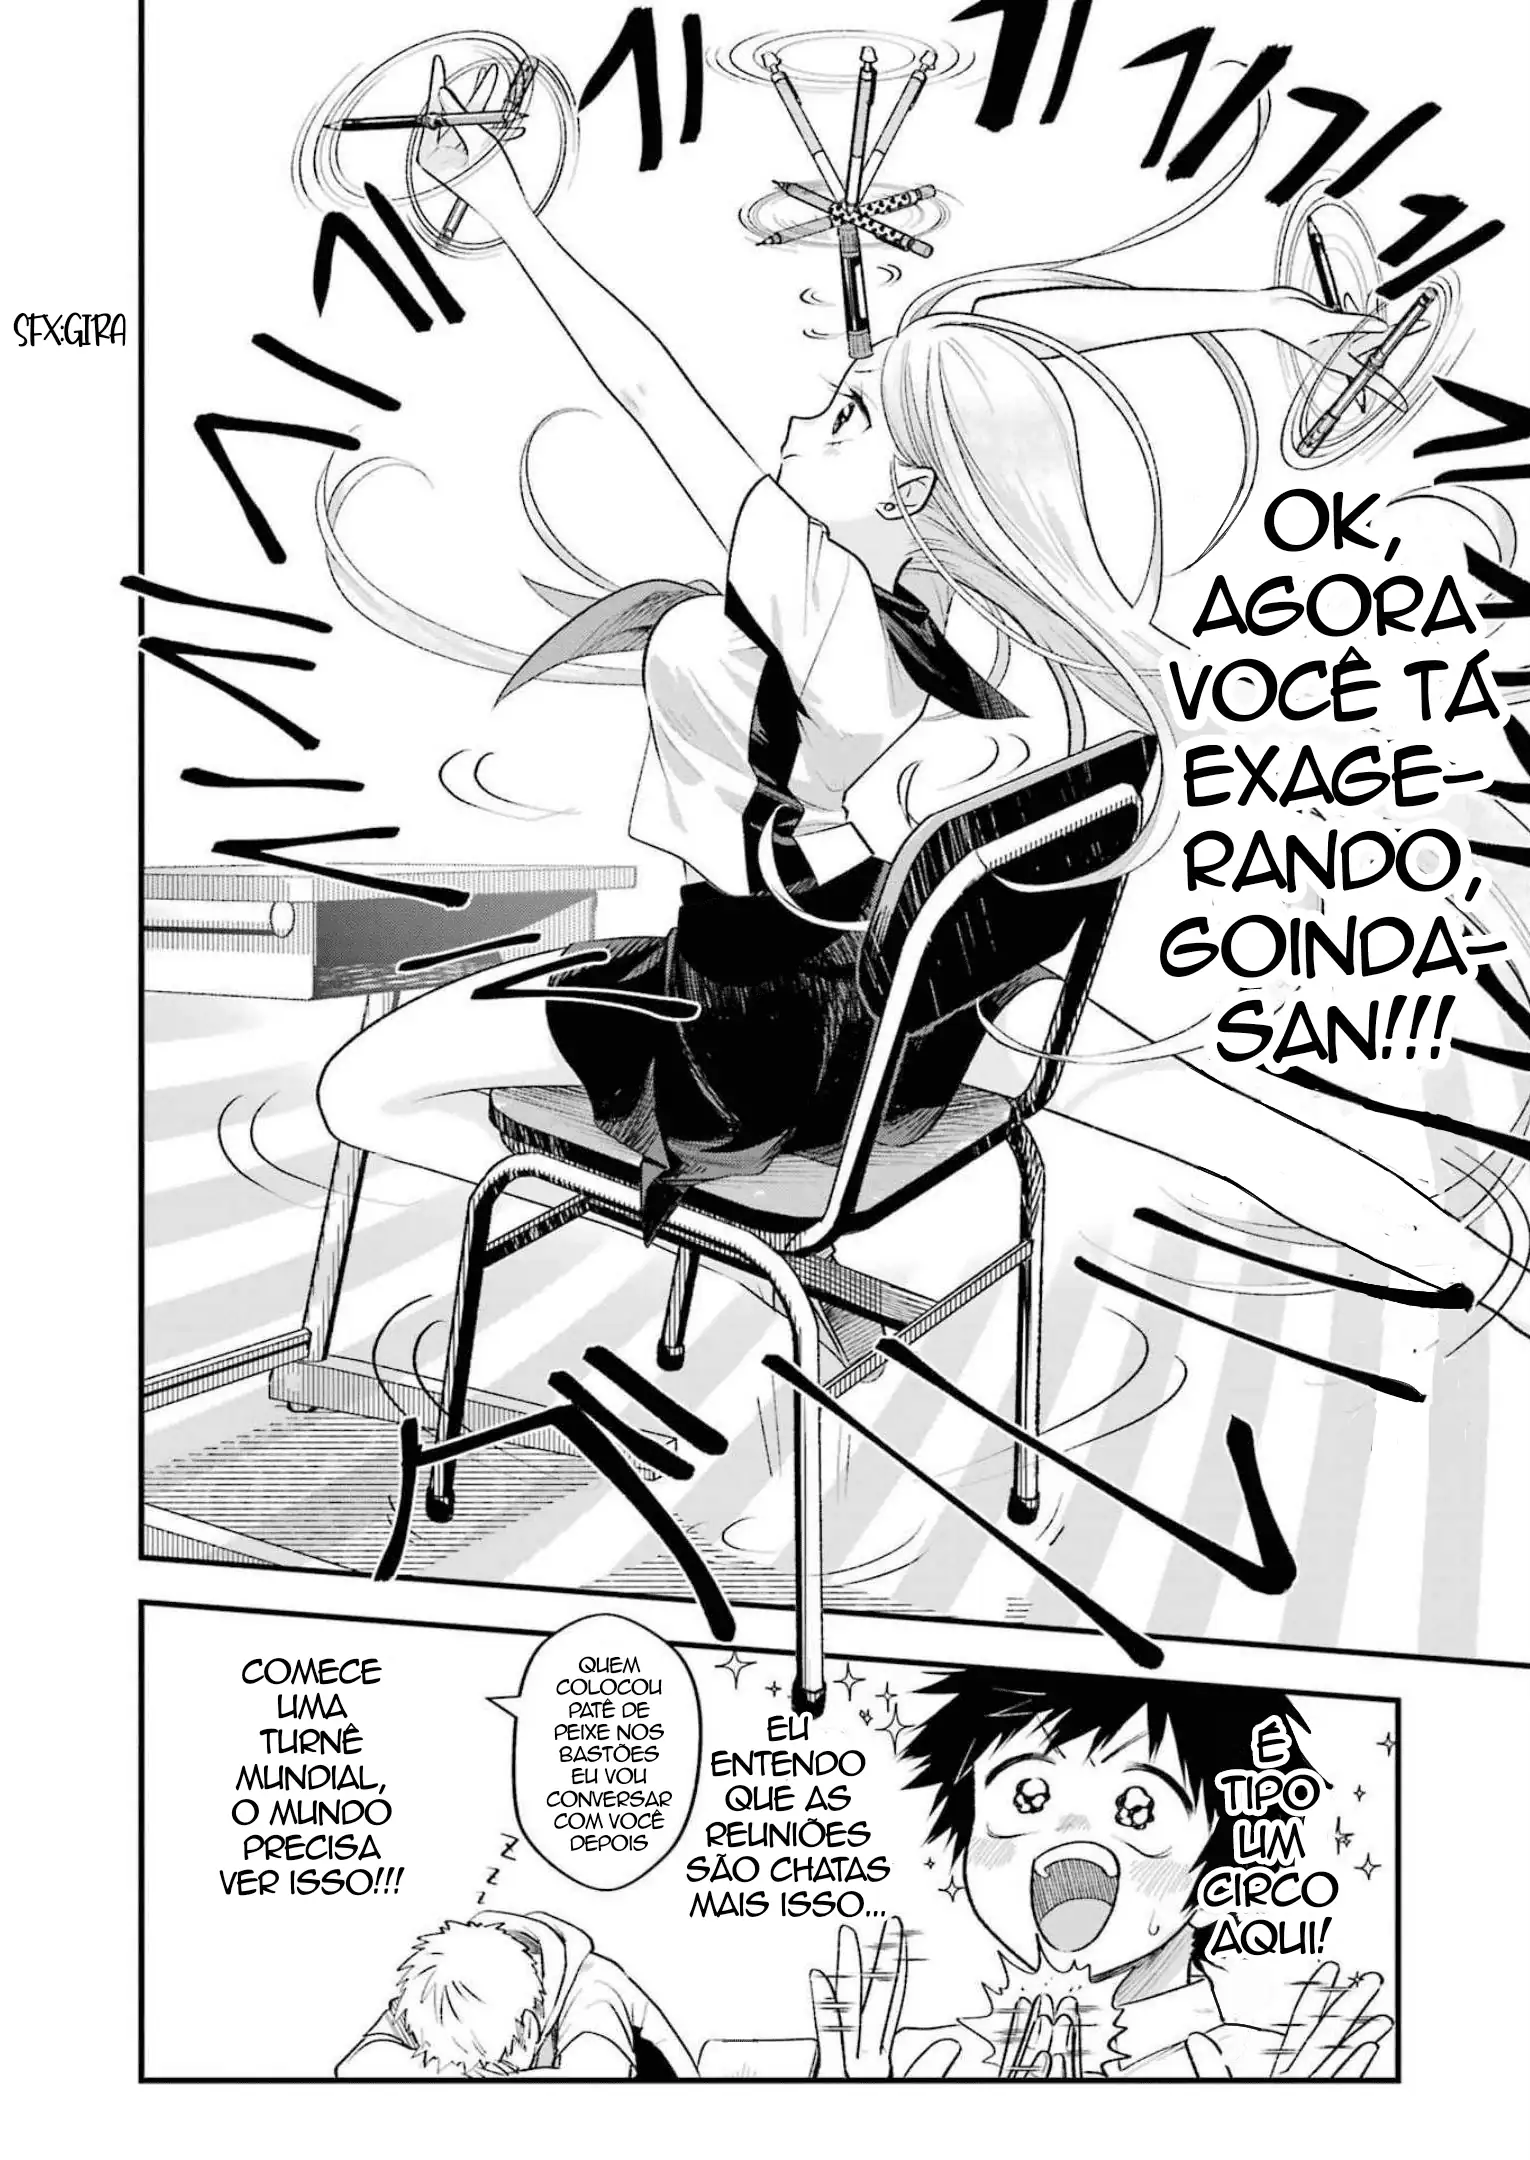 SFX:GIRA
OK,
AGORA
VOCÊ TÁ
EXAGE-
RANDO,
GOINDA-
SAN!!!
É
TIPO
UM
CIRCO
AQUI!
EU
ENTENDO
QUE AS
REUNIÕES
SÃO CHATAS
MAIS ISSO...
QUEM
COLOCOU
PATÊ DE
PEIXE NOS
BASTÕES
EU VOU
CONVERSAR
COM VOCÊ
DEPOIS
COMECE
UMA
TURNÊ
MUNDIAL,
O MUNDO
PRECISA
VER ISSO!!!
Z
Z
Z
Z
Z